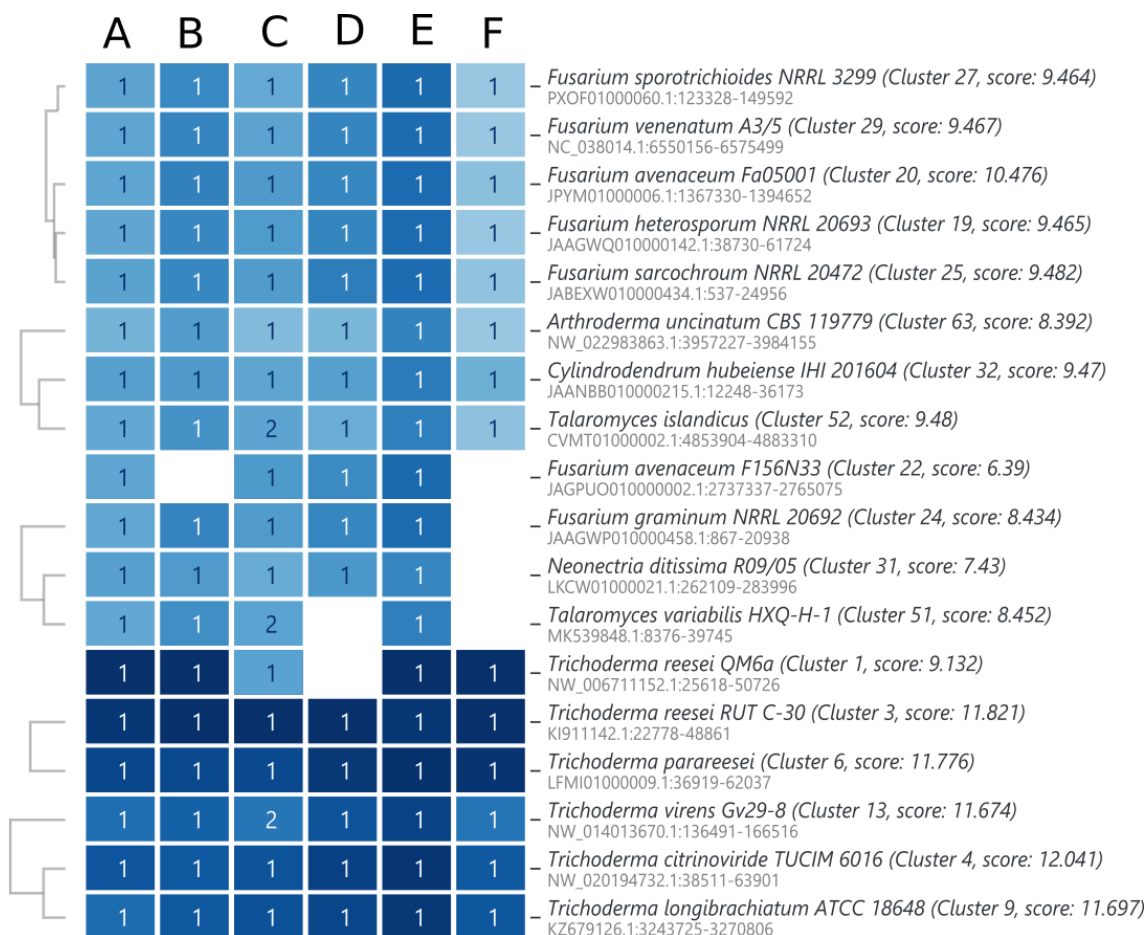 A B C D E F
1 1 1 1 1 1 Fusarium sporotrichioides NRRL 3299 (Cluster 27, score: 9.464)
PXOF01000060.1:123328-149592
1 1 1 1 1 1 Fusarium venenatum A3/5 (Cluster 29, score: 9.467)
NC_038014.1:6550156-6575499
1 1 1 1 1 1 Fusarium avenaceum Fa05001 (Cluster 20, score: 10.476)
JPYM01000006.1:1367330-1394652
1 1 1 1 1 1 Fusarium heterosporum NRRL 20693 (Cluster 19, score: 9.465)
JAAGWQ010000142.1:38730-61724
1 1 1 1 1 1 Fusarium sarcochroum NRRL 20472 (Cluster 25, score: 9.482)
JABEXW010000434.1:537-24956
1 1 1 1 1 1 Arthroderma uncinatum CBS 119779 (Cluster 63, score: 8.392)
NW_022983863.1:3957227-3984155
1 1 1 1 1 1 Cylindrodendrum hubeiense IHI 201604 (Cluster 32, score: 9.47)
JAANBB010000215.1:12248-36173
1 1 2 1 1 1 Talaromyces islandicus (Cluster 52, score: 9.48)
CVMT01000002.1:4853904-4883310
1 1 1 1 Fusarium avenaceum F156N33 (Cluster 22, score: 6.39)
JAGPUO010000002.1:2737337-2765075
1 1 1 1 1 Fusarium graminum NRRL 20692 (Cluster 24, score: 8.434)
JAAGWP010000458.1:867-20938
1 1 1 1 1 Neonectria ditissima R09/05 (Cluster 31, score: 7.43)
LKCW01000021.1:262109-283996
1 1 2 1 Talaromyces variabilis HXQ-H-1 (Cluster 51, score: 8.452)
MK539848.1:8376-39745
1 1 1 1 1 Trichoderma reesei QM6a (Cluster 1, score: 9.132)
NW_006711152.1:25618-50726
1 1 1 1 1 1 Trichoderma reesei RUT C-30 (Cluster 3, score: 11.821)
KI911142.1:22778-48861
1 1 1 1 1 1 Trichoderma parareesei (Cluster 6, score: 11.776)
LFMI01000009.1:36919-62037
1 1 2 1 1 1 Trichoderma virens Gv29-8 (Cluster 13, score: 11.674)
NW_014013670.1:136491-166516
1 1 1 1 1 1 Trichoderma citrinoviride TUCIM 6016 (Cluster 4, score: 12.041)
NW_020194732.1:38511-63901
1 1 1 1 1 1 Trichoderma longibrachiatum ATCC 18648 (Cluster 9, score: 11.697)
KZ679126.1:3243725-3270806